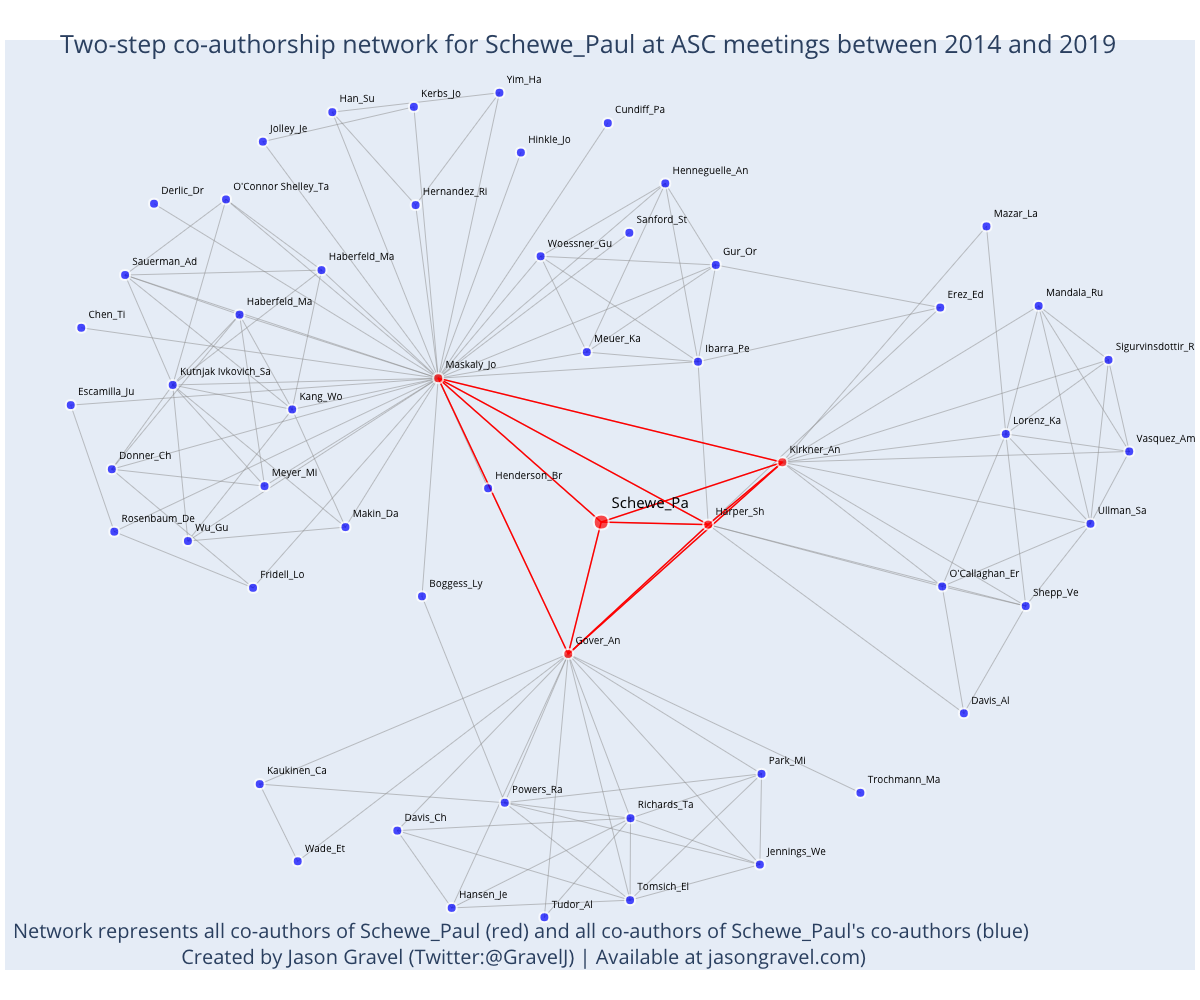 Two-step co-authorship network for Schewe_Paul at ASC meetings between 2014 and 2019
Yim_Ha
Kerbs_Jo
Han_Su
Cundiff_Pa
Jolley_Je
Hinkle_Jo
Henneguelle_An
O'Connor Shelley_Ta
Derlic_Dr
Hernandez_Ri
Mazar_La
Sanford_St
Woessner_Gu
Gur_Or
Haberfeld_Ma
Sauerman_Ad
Erez_Ed
Mandala_Ru
Haberfeld_Ma
Chen_Ti
Meuer_Ka
Sigurvinsdottir_R
Ibarra_Pe
Maskaly_Jo
Kutnjak Ivkovich_Sa
Escamilla_Ju
Kang_Wo
Lorenz_Ka
Vasquez_Am
Kirkner_An
Donner_Ch
Meyer_Mi
Henderson_Br
Schewe_Pa
Harper_Sh
Ullman_Sa
Makin_Da
Rosenbaum_De
Wu_Gu
Fridell_Lo
O'Callaghan_Er
Boggess_Ly
Shepp_Ve
Gover_An
Davis_Al
Park_Mi
Kaukinen_Ca
Trochmann_Ma
Powers_Ra
Richards_Ta
Davis_Ch
Wade_Et
Jennings_We
Tomsich_El
Hansen_Je
Tudor_Al
Network represents all co-authors of Schewe_Paul (red) and all co-authors of Schewe_Paul's co-authors (blue)
Created by Jason Gravel (Twitter:@GravelJ) | Available at jasongravel.com)